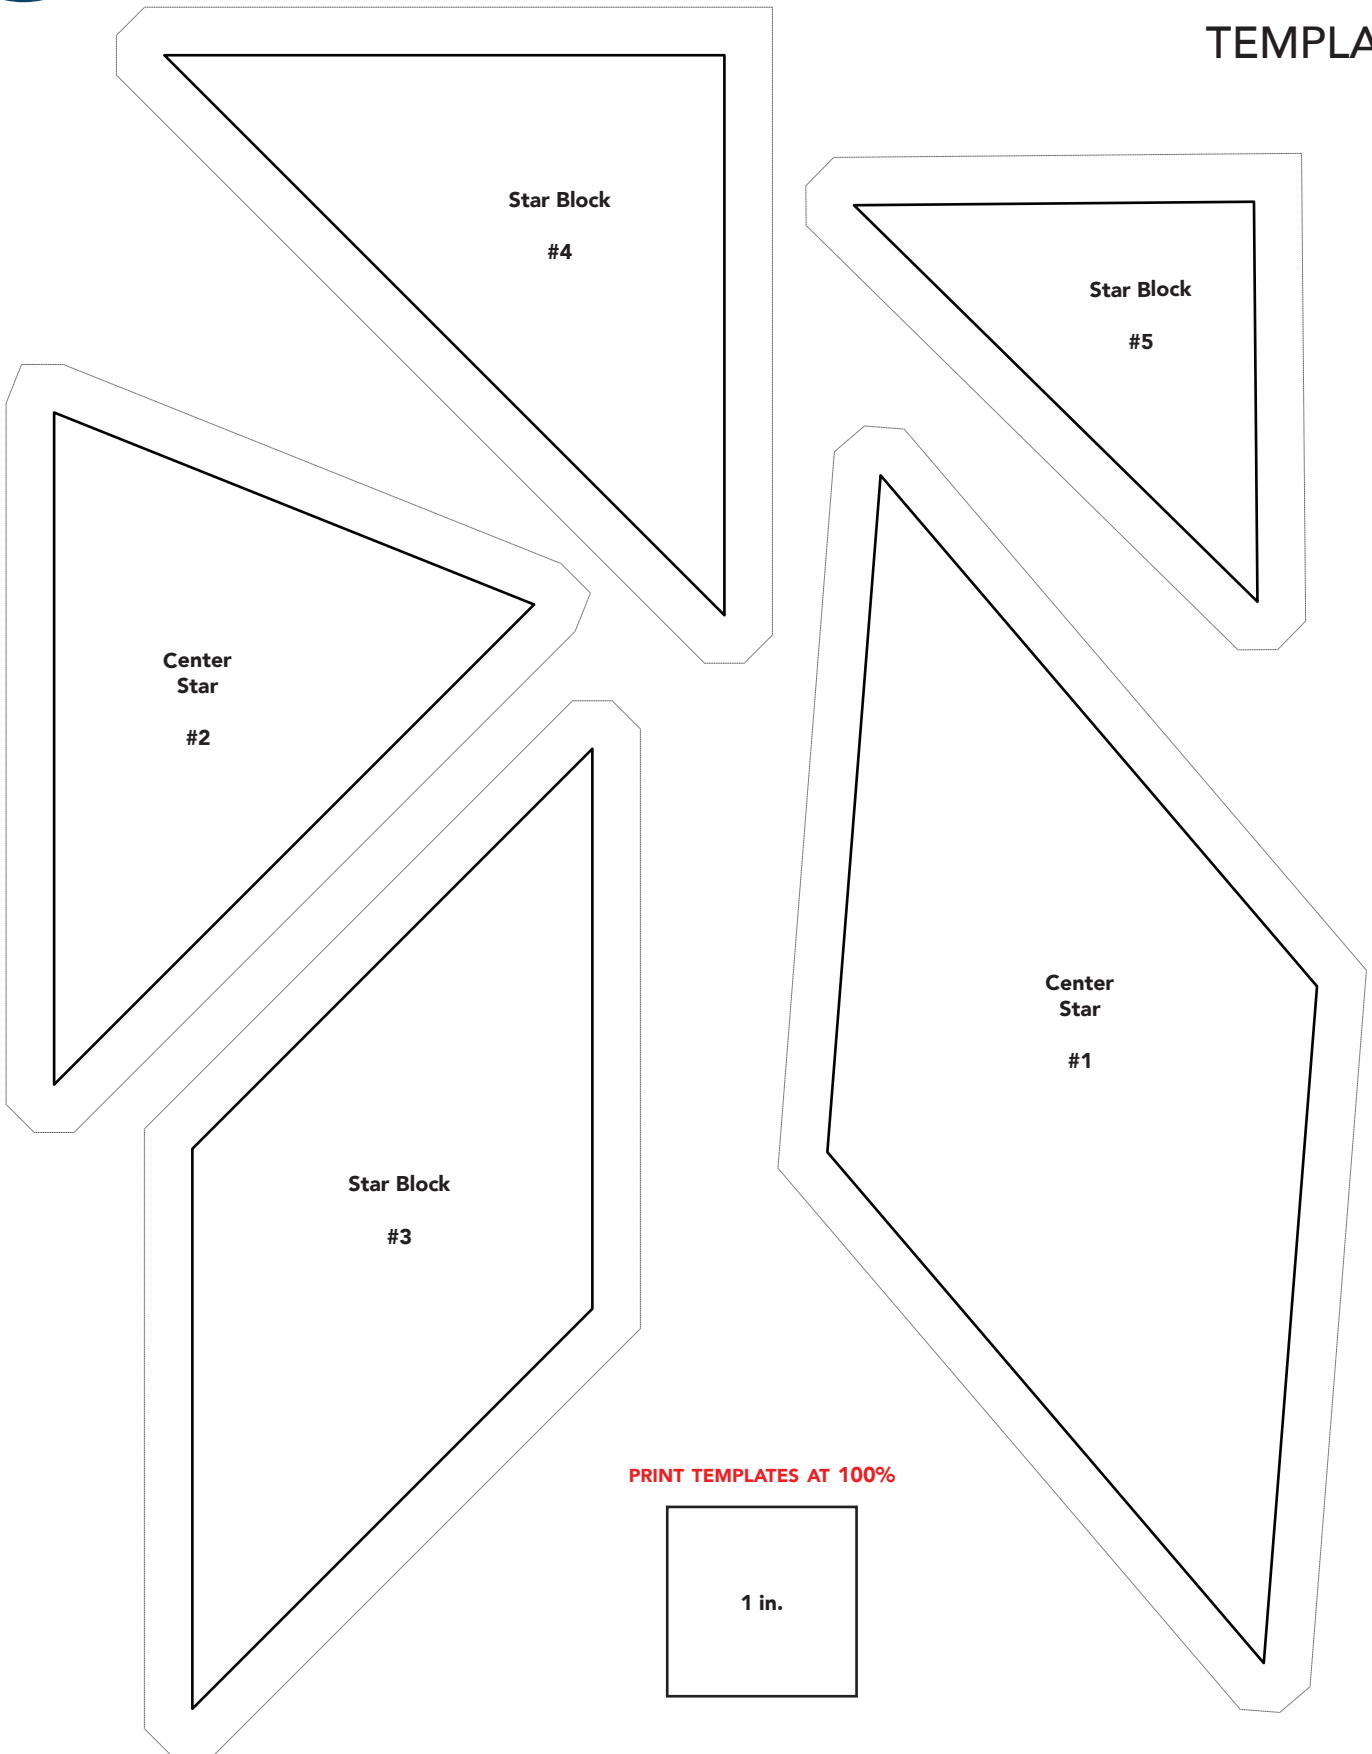 TEMPLA
Star Block
#4
Star Block
#5
Center
Star
#2
Center
Star
#1
Star Block
#3
PRINT TEMPLATES AT 100%
1 in.